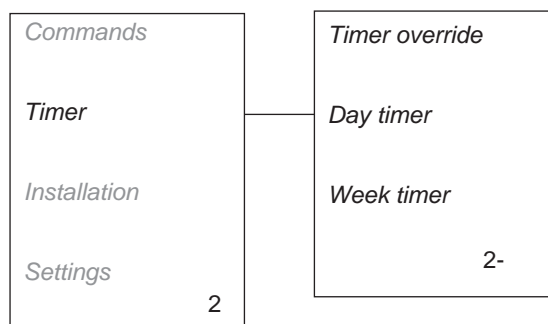 Commands
Timer
Installation
Settings
2
Timer override
Day timer
Week timer
2-